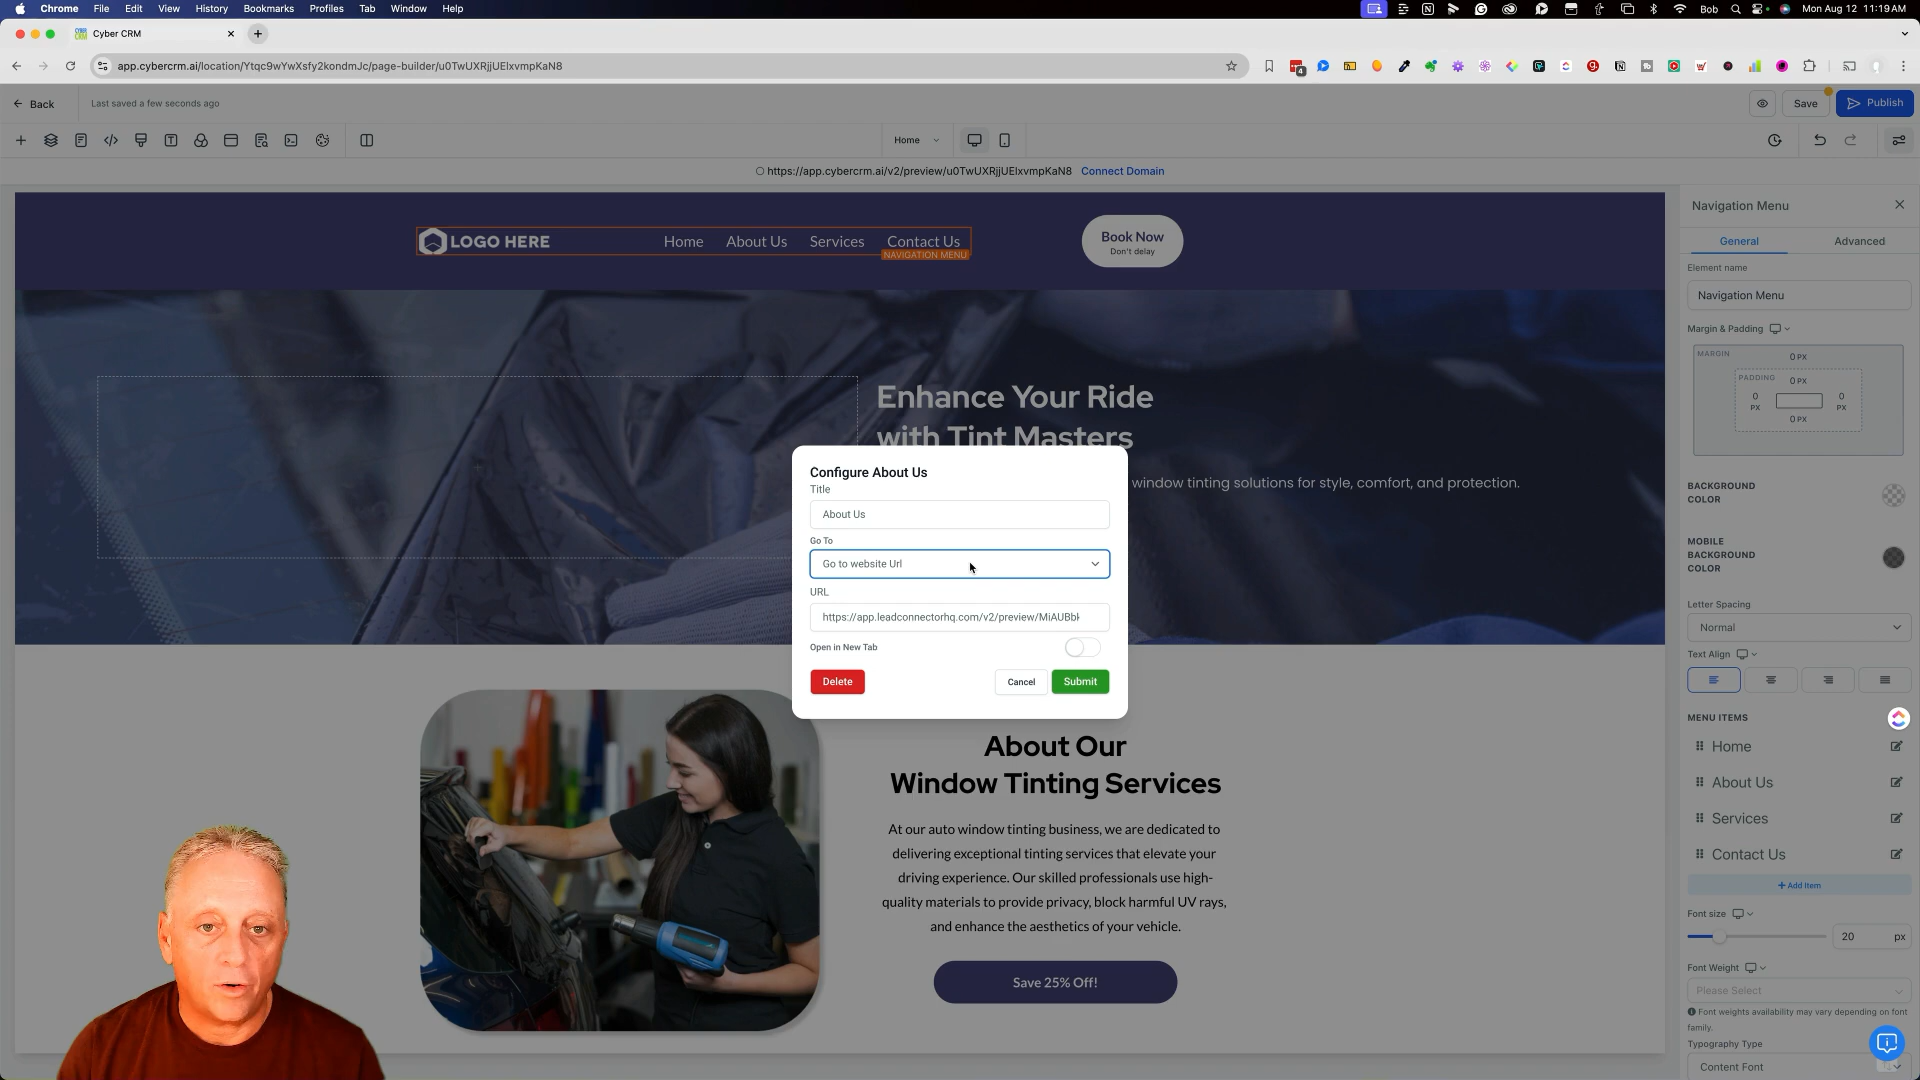 Chrome File Edit View History Bookmarks Profiles Tab Window Help
Bob
Mon Aug 12 11:19 AM
Cyber CRM
app.cybercrm.ai/location/Ytqc9wYwXsfy2kondmJc/page-builder/u0TwUXRjjUElxvmpKaN8
Back
Last saved a few seconds ago
Save
Publish
Home
https://app.cybercrm.ai/v2/preview/u0TwUXRjjUElxvmpKaN8 Connect Domain
LOGO HERE
Home About Us Services Contact Us
NAVIGATION MENU
Book Now
Don't delay
Enhance Your Ride
with Tint Masters
window tinting solutions for style, comfort, and protection.
Configure About Us
Title
About Us
Go To
Go to website Url
URL
https://app.leadconnectorhq.com/v2/preview/MiAUBbk
Open in New Tab
Delete
Cancel
Submit
About Our
Window Tinting Services
At our auto window tinting business, we are dedicated to
delivering exceptional tinting services that elevate your
driving experience. Our skilled professionals use high-
quality materials to provide privacy, block harmful UV rays,
and enhance the aesthetics of your vehicle.
Save 25% Off!
Navigation Menu
General
Advanced
Element name
Navigation Menu
Margin & Padding
MARGIN
0 PX
PADDING
0 PX
0
PX
0
PX
0 PX
BACKGROUND
COLOR
MOBILE
BACKGROUND
COLOR
Letter Spacing
Normal
Text Align
MENU ITEMS
Home
About Us
Services
Contact Us
+ Add Item
Font size
20
px
Font Weight
Please Select
Font weights availability may vary depending on font
family.
Typography Type
Content Font